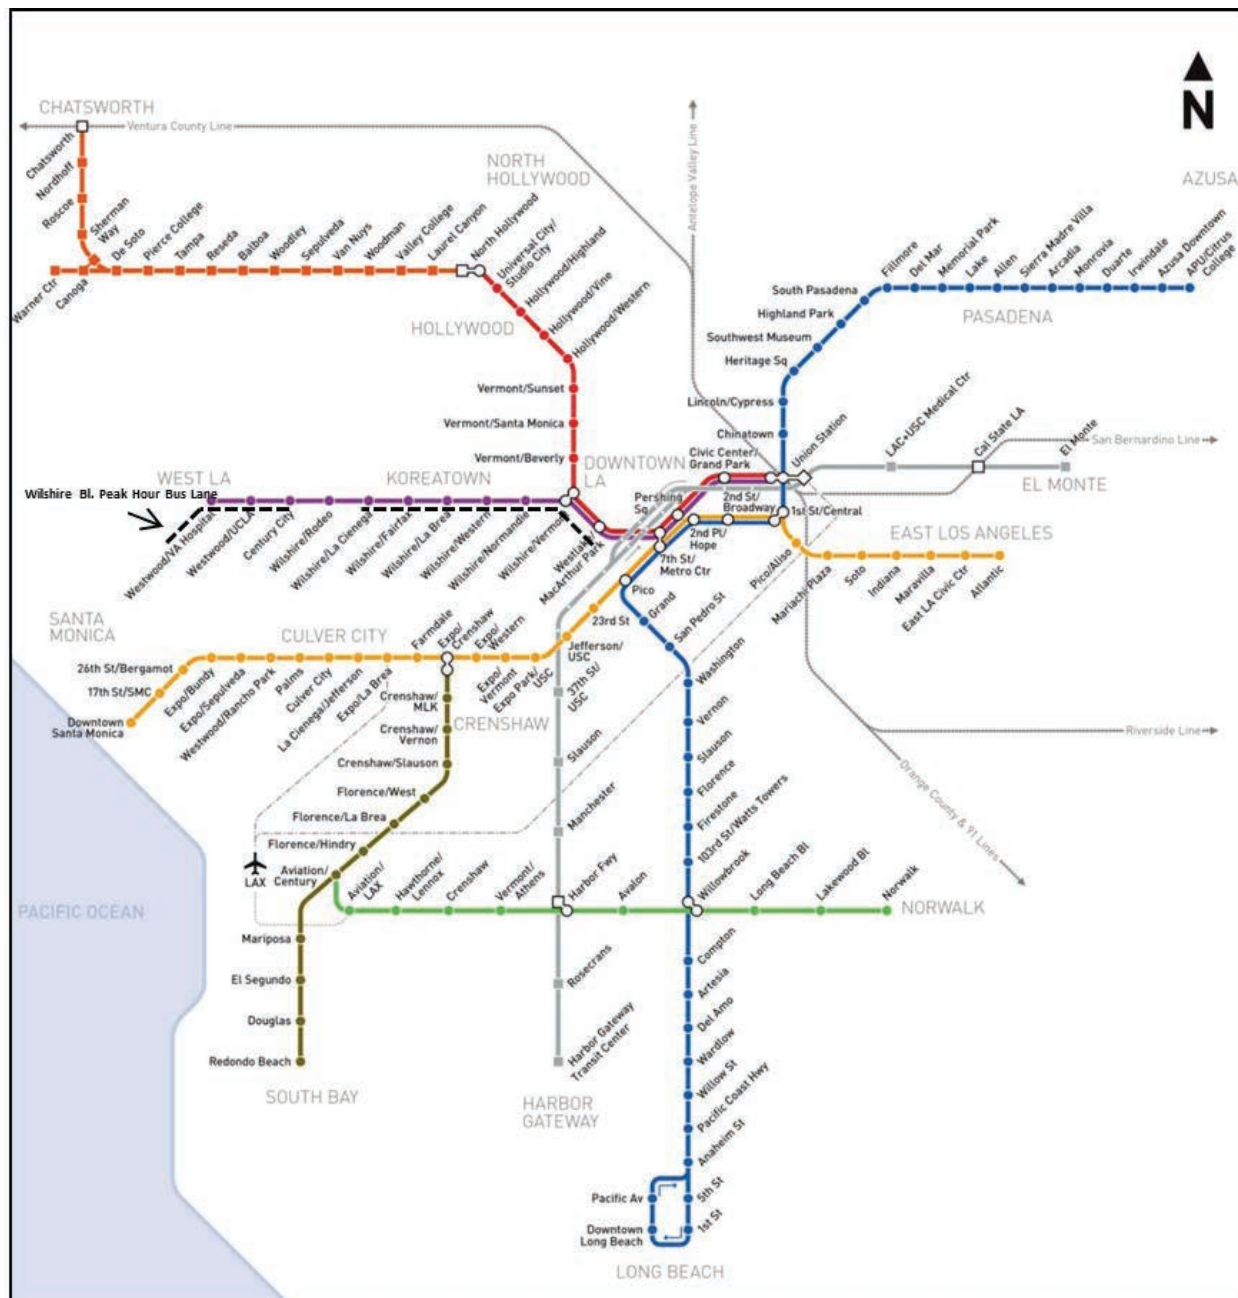 CHATSWORTH
Ventura County Line
Antelope Valley Line
N
AZUSA
NORTH
HOLLYWOOD
Chatsworth
Nordhoff
Roscoe
Sherman
Way
De Soto
Pierce College
Tampa
Reseda
Balboa
Woodley
Sepulveda
Van Nuys
Woodman
Valley College
Laurel Canyon
North Hollywood
Warner Ctr
Canoga
Universal City/
Studio City
Hollywood/Highland
Hollywood/Vine
Hollywood/Western
HOLLYWOOD
Fillmore
Del Mar
Memorial Park
Lake
Allen
Sierra Madre Villa
Arcadia
Monrovia
Duarte
Irwindale
Azusa Downtown
APU/Citrus
College
PASADENA
South Pasadena
Highland Park
Southwest Museum
Heritage Sq
Lincoln/Cypress
Chinatown
Vermont/Sunset
Vermont/Santa Monica
Vermont/Beverly
DOWNTOWN
LA
Civic Center/
Grand Park
Union Station
LAC+USC Medical Ctr
Cal State LA
El Monte
San Bernardino Line
EL MONTE
WEST LA
KOREATOWN
Wilshire Bl. Peak Hour Bus Lane
Westwood/VA Hospital
Westwood/UCLA
Century City
Wilshire/Rodeo
Wilshire/La Cienega
Wilshire/Fairfax
Wilshire/La Brea
Wilshire/Western
Wilshire/Normandie
Wilshire/Vermont
Westlake/
MacArthur Park
Pershing
Sq
2nd St/
Broadway
1st St/Central
2nd Pl/
Hope
7th St/
Metro Ctr
EAST LOS ANGELES
Pico/Aliso
Mariachi Plaza
Soto
Indiana
Maravilla
East LA Civic Ctr
Atlantic
Pico
Grand
San Pedro St
23rd St
Jefferson/
USC
SANTA
MONICA
CULVER CITY
26th St/Bergamot
17th St/SMC
Downtown
Santa Monica
Expo/Bundy
Expo/Sepulveda
Westwood/Rancho Park
Palms
Culver City
La Cienega/Jefferson
Expo/La Brea
Farmdale
Expo/
Crenshaw
Expo/
Western
Expo/
Vermont
Expo Park/
USC
37th St/
USC
Washington
Vernon
Slauson
Florence
Firestone
103rd St/Watts Towers
Willowbrook
Crenshaw/
MLK
Crenshaw/
Vernon
Crenshaw/Slauson
CRENSHAW
Florence/West
Florence/La Brea
Florence/Hindry
Aviation/
Century
LAX
Slauson
Manchester
Harbor Fwy
Riverside Line
Orange County & 91 Lines
Aviation/
LAX
Hawthorne/
Lennox
Crenshaw
Vermont/
Athens
Avalon
Long Beach Bl
Lakewood Bl
Norwalk
NORWALK
PACIFIC OCEAN
Mariposa
El Segundo
Douglas
Redondo Beach
SOUTH BAY
Rosecrans
Harbor Gateway
Transit Center
HARBOR
GATEWAY
Compton
Artesia
Del Amo
Wardlow
Willow St
Pacific Coast Hwy
Anaheim St
5th St
1st St
Pacific Av
Downtown
Long Beach
LONG BEACH